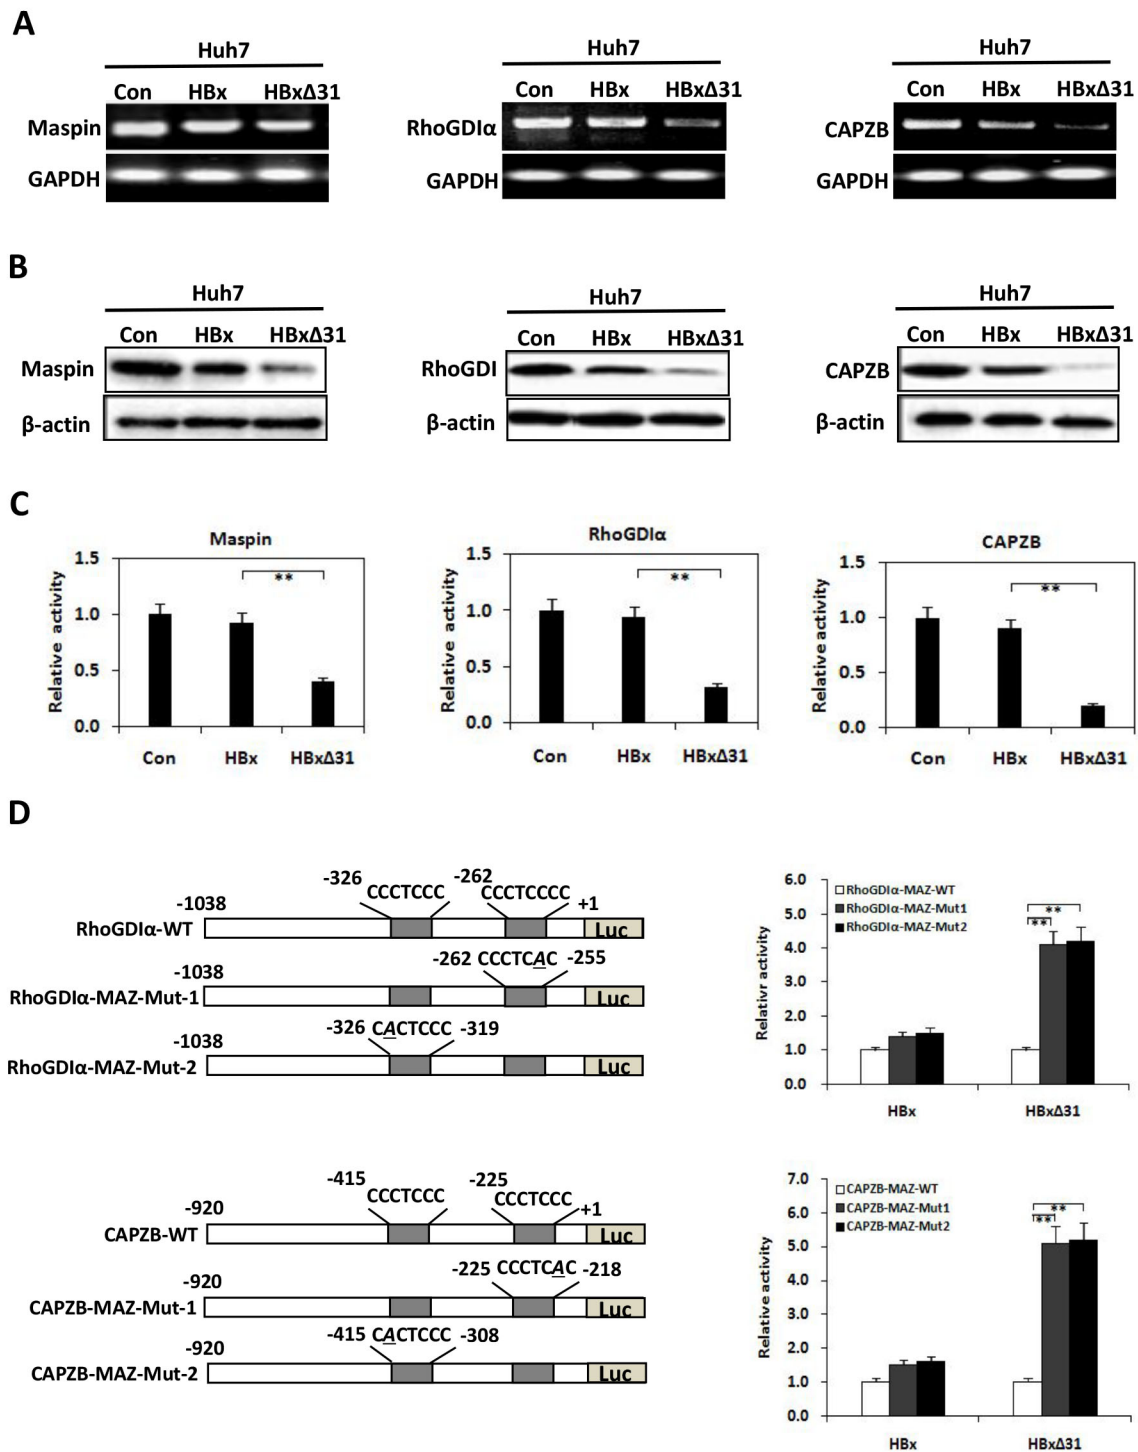 A
Huh7 Huh7 Huh7
Con HBx HBxΔ31 Con HBx HBxΔ31 Con HBx HBxΔ31
Maspin RhoGDIα CAPZB
GAPDH GAPDH GAPDH
B
Huh7 Huh7 Huh7
Con HBx HBxΔ31 Con HBx HBxΔ31 Con HBx HBxΔ31
Maspin RhoGDI CAPZB
β-actin β-actin β-actin
C
Maspin
Relative activity
1.5
1.0
0.5
0.0
**
Con HBx HBxΔ31
RhoGDIα
Relative activity
1.5
1.0
0.5
0.0
**
Con HBx HBxΔ31
CAPZB
Relative activity
1.5
1.0
0.5
0.0
**
Con HBx HBxΔ31
D
-326 CCCTCCC -262 CCCTCCCC
-1038 +1
RhoGDIα-WT Luc
-262 CCCTCAC -255
-1038
RhoGDIα-MAZ-Mut-1 Luc
-326 CACTCCC -319
-1038
RhoGDIα-MAZ-Mut-2 Luc
Relativr activity
6.0
5.0
4.0
3.0
2.0
1.0
0.0
RhoGDIα-MAZ-WT
RhoGDIα-MAZ-Mut1
RhoGDIα-MAZ-Mut2
**
**
HBx HBxΔ31
-415 CCCTCCC -225 CCCTCCC
-920 +1
CAPZB-WT Luc
-225 CCCTCAC -218
-920
CAPZB-MAZ-Mut-1 Luc
-415 CACTCCC -308
-920
CAPZB-MAZ-Mut-2 Luc
Relative activity
7.0
6.0
5.0
4.0
3.0
2.0
1.0
0.0
CAPZB-MAZ-WT
CAPZB-MAZ-Mut1
CAPZB-MAZ-Mut2
**
**
HBx HBxΔ31